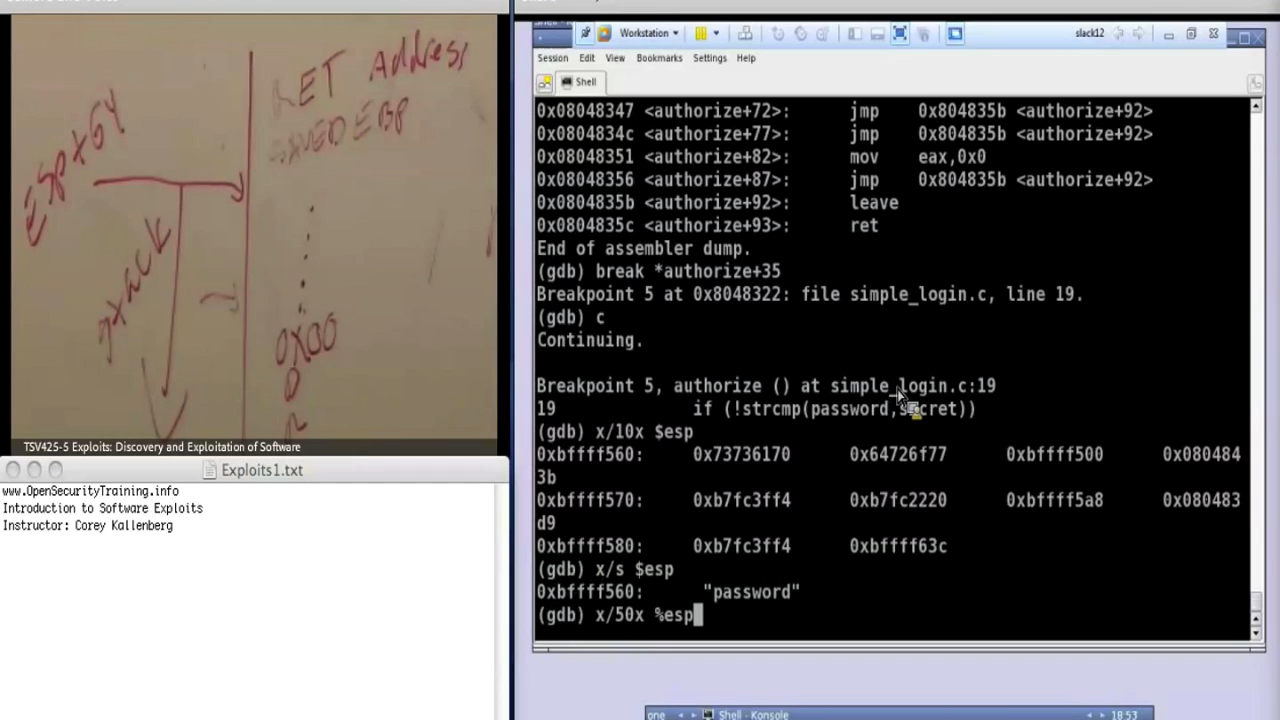 Workstation
slack12
Session Edit View Bookmarks Settings Help
Shell
0x08048347 <authorize+72>: jmp 0x804835b <authorize+92>
0x0804834c <authorize+77>: jmp 0x804835b <authorize+92>
0x08048351 <authorize+82>: mov eax,0x0
0x08048356 <authorize+87>: jmp 0x804835b <authorize+92>
0x0804835b <authorize+92>: leave
0x0804835c <authorize+93>: ret
End of assembler dump.
(gdb) break *authorize+35
Breakpoint 5 at 0x8048322: file simple_login.c, line 19.
(gdb) c
Continuing.
Breakpoint 5, authorize () at simple_login.c:19
19 if (!strcmp(password,secret))
(gdb) x/10x $esp
0xbffff560: 0x73736170 0x64726f77 0xbffff500 0x080484
3b
0xbffff570: 0xb7fc3ff4 0xb7fc2220 0xbffff5a8 0x080483
d9
0xbffff580: 0xb7fc3ff4 0xbffff63c
(gdb) x/s $esp
0xbffff560: "password"
(gdb) x/50x %esp
one Shell - Konsole 18:53
RET Address
SAVED EBP
ESP+64
0x00
TSV425-5 Exploits: Discovery and Exploitation of Software
Exploits1.txt
www.OpenSecurityTraining.info
Introduction to Software Exploits
Instructor: Corey Kallenberg